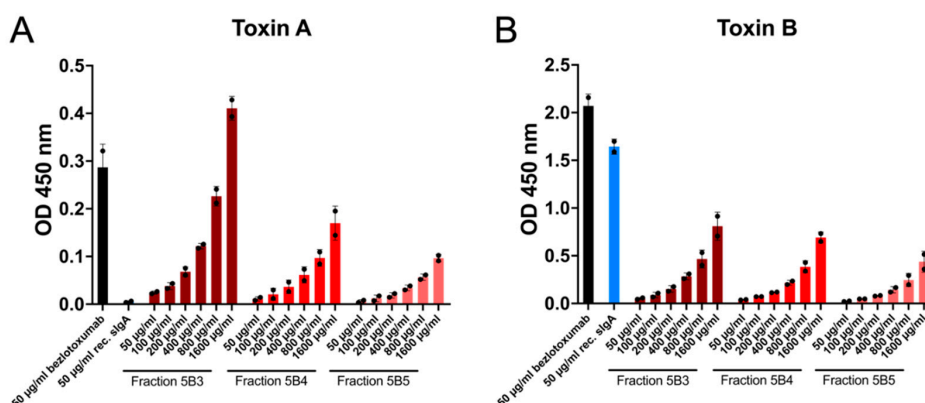 A
Toxin A
OD 450 nm
0.5
0.4
0.3
0.2
0.1
0.0
50 µg/ml bezlotoxumab
50 µg/ml rec. sIgA
50 µg/ml
100 µg/ml
200 µg/ml
400 µg/ml
800 µg/ml
1600 µg/ml
50 µg/ml
100 µg/ml
200 µg/ml
400 µg/ml
800 µg/ml
1600 µg/ml
50 µg/ml
100 µg/ml
200 µg/ml
400 µg/ml
800 µg/ml
1600 µg/ml
Fraction 5B3
Fraction 5B4
Fraction 5B5
B
Toxin B
OD 450 nm
2.5
2.0
1.5
1.0
0.5
0.0
50 µg/ml bezlotoxumab
50 µg/ml rec. sIgA
50 µg/ml
100 µg/ml
200 µg/ml
400 µg/ml
800 µg/ml
1600 µg/ml
50 µg/ml
100 µg/ml
200 µg/ml
400 µg/ml
800 µg/ml
1600 µg/ml
50 µg/ml
100 µg/ml
200 µg/ml
400 µg/ml
800 µg/ml
1600 µg/ml
Fraction 5B3
Fraction 5B4
Fraction 5B5